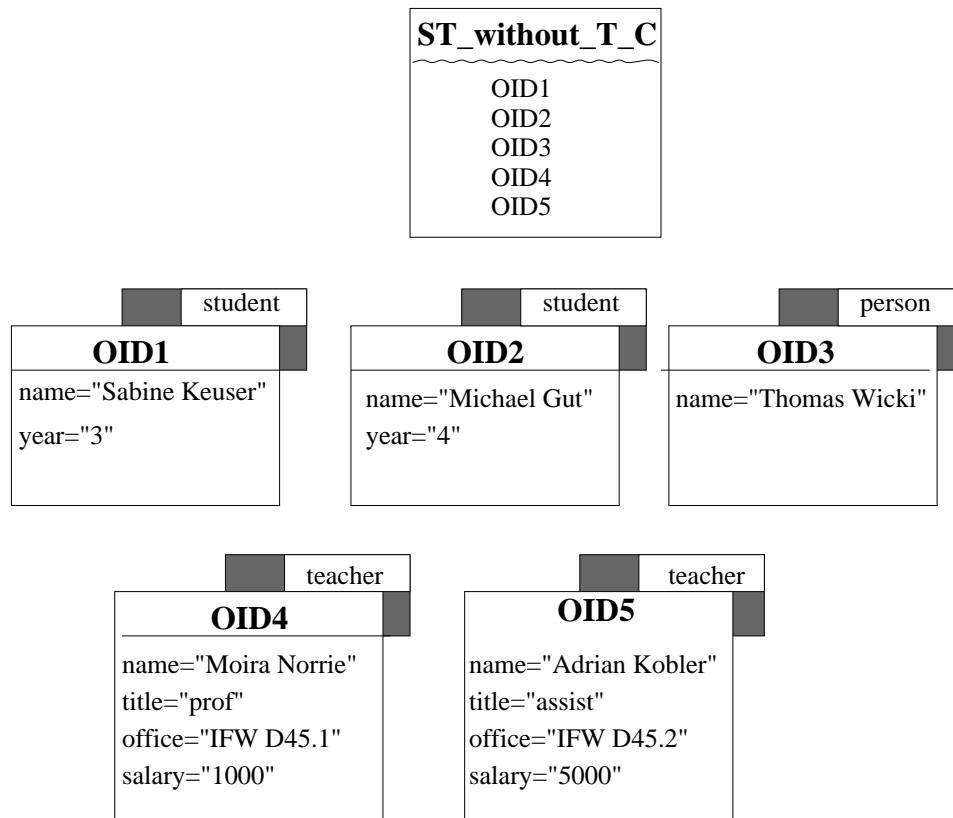 ST_without_T_C
OID1
OID2
OID3
OID4
OID5
student
OID1
name="Sabine Keuser"
year="3"
student
OID2
name="Michael Gut"
year="4"
person
OID3
name="Thomas Wicki"
teacher
OID4
name="Moira Norrie"
title="prof"
office="IFW D45.1"
salary="1000"
teacher
OID5
name="Adrian Kobler"
title="assist"
office="IFW D45.2"
salary="5000"